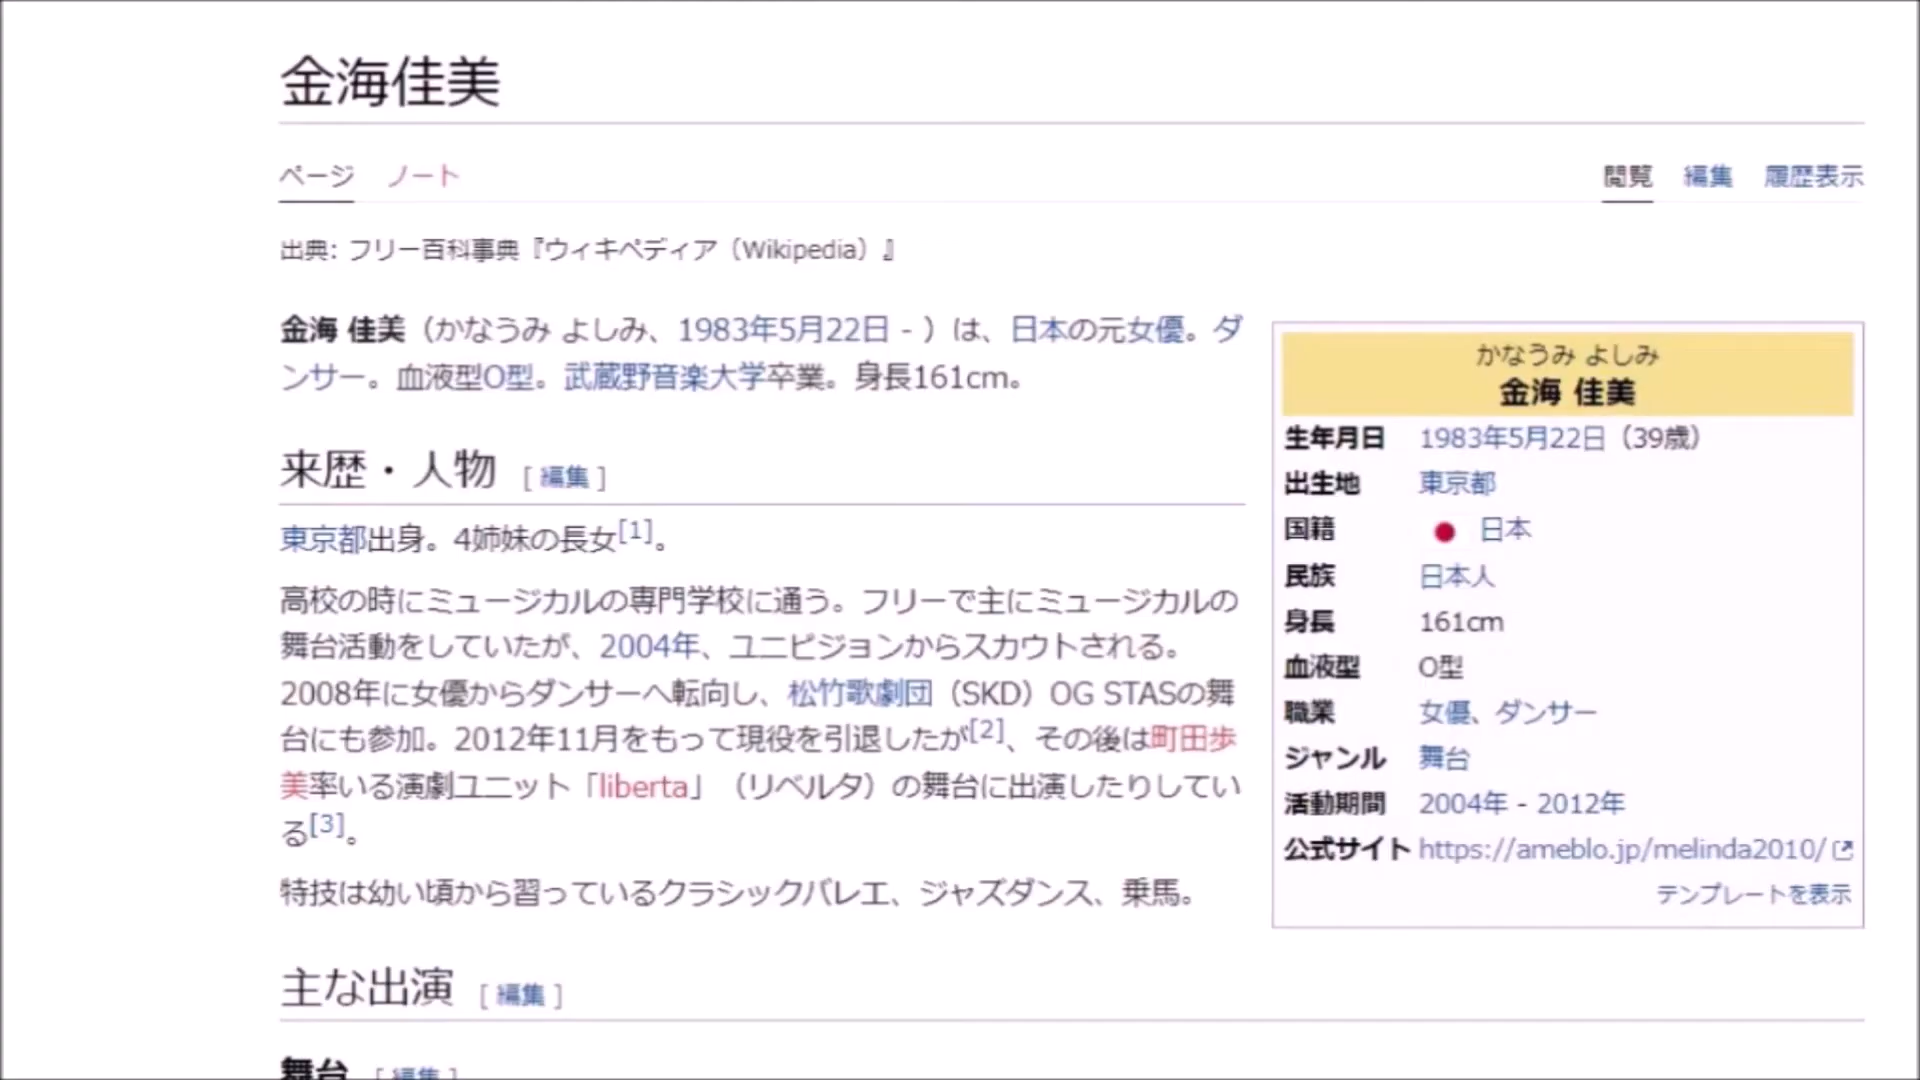 金海佳美
ページ ノート 閲覧 編集 履歴表示
出典: フリー百科事典『ウィキペディア（Wikipedia）』
金海 佳美（かなうみ よしみ、1983年5月22日 - ）は、日本の元女優。ダ
ンサー。血液型O型。武蔵野音楽大学卒業。身長161cm。
来歴・人物 [ 編集 ]
東京都出身。4姉妹の長女[1]。
高校の時にミュージカルの専門学校に通う。フリーで主にミュージカルの
舞台活動をしていたが、2004年、ユニビジョンからスカウトされる。
2008年に女優からダンサーへ転向し、松竹歌劇団（SKD）OG STASの舞
台にも参加。2012年11月をもって現役を引退したが[2]、その後は町田歩
美率いる演劇ユニット「liberta」（リベルタ）の舞台に出演したりしてい
る[3]。
特技は幼い頃から習っているクラシックバレエ、ジャズダンス、乗馬。
かなうみ よしみ
金海 佳美
生年月日 1983年5月22日（39歳）
出生地 東京都
国籍 日本
民族 日本人
身長 161cm
血液型 O型
職業 女優、ダンサー
ジャンル 舞台
活動期間 2004年 - 2012年
公式サイト https://ameblo.jp/melinda2010/
テンプレートを表示
主な出演 [ 編集 ]
舞台 [ 編集 ]